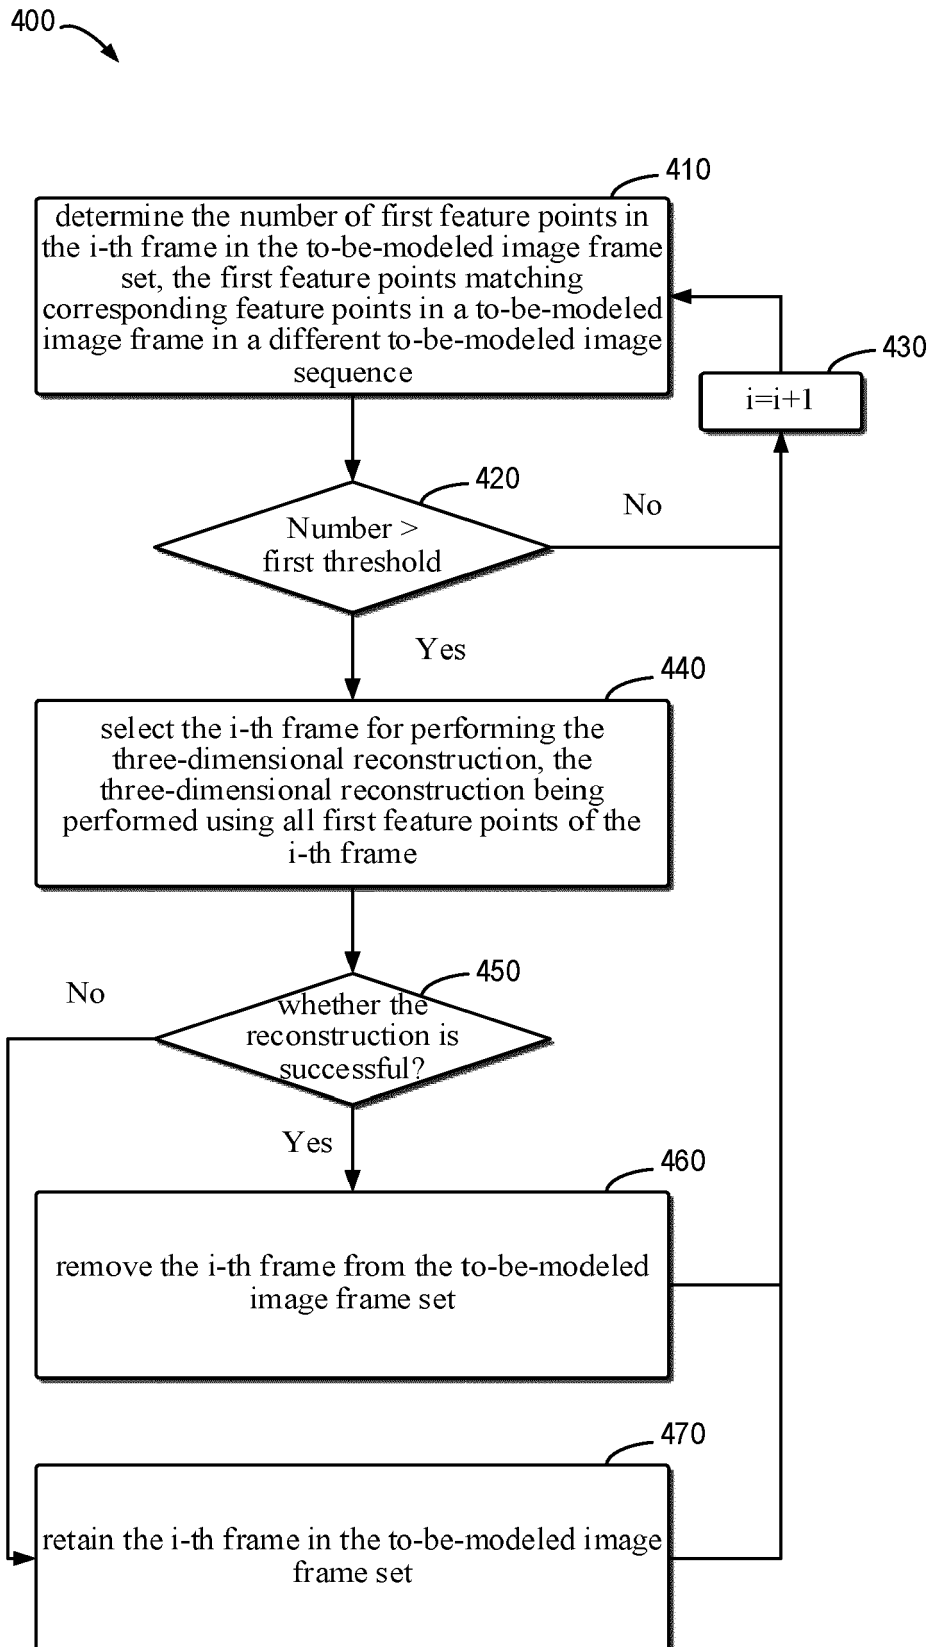 400
410
determine the number of first feature points in
the i-th frame in the to-be-modeled image frame
set, the first feature points matching
corresponding feature points in a to-be-modeled
image frame in a different to-be-modeled image
sequence
430
i=i+1
420
Number >
first threshold
No
Yes
440
select the i-th frame for performing the
three-dimensional reconstruction, the
three-dimensional reconstruction being
performed using all first feature points of the
i-th frame
450
No
whether the
reconstruction is
successful?
Yes
460
remove the i-th frame from the to-be-modeled
image frame set
470
retain the i-th frame in the to-be-modeled image
frame set